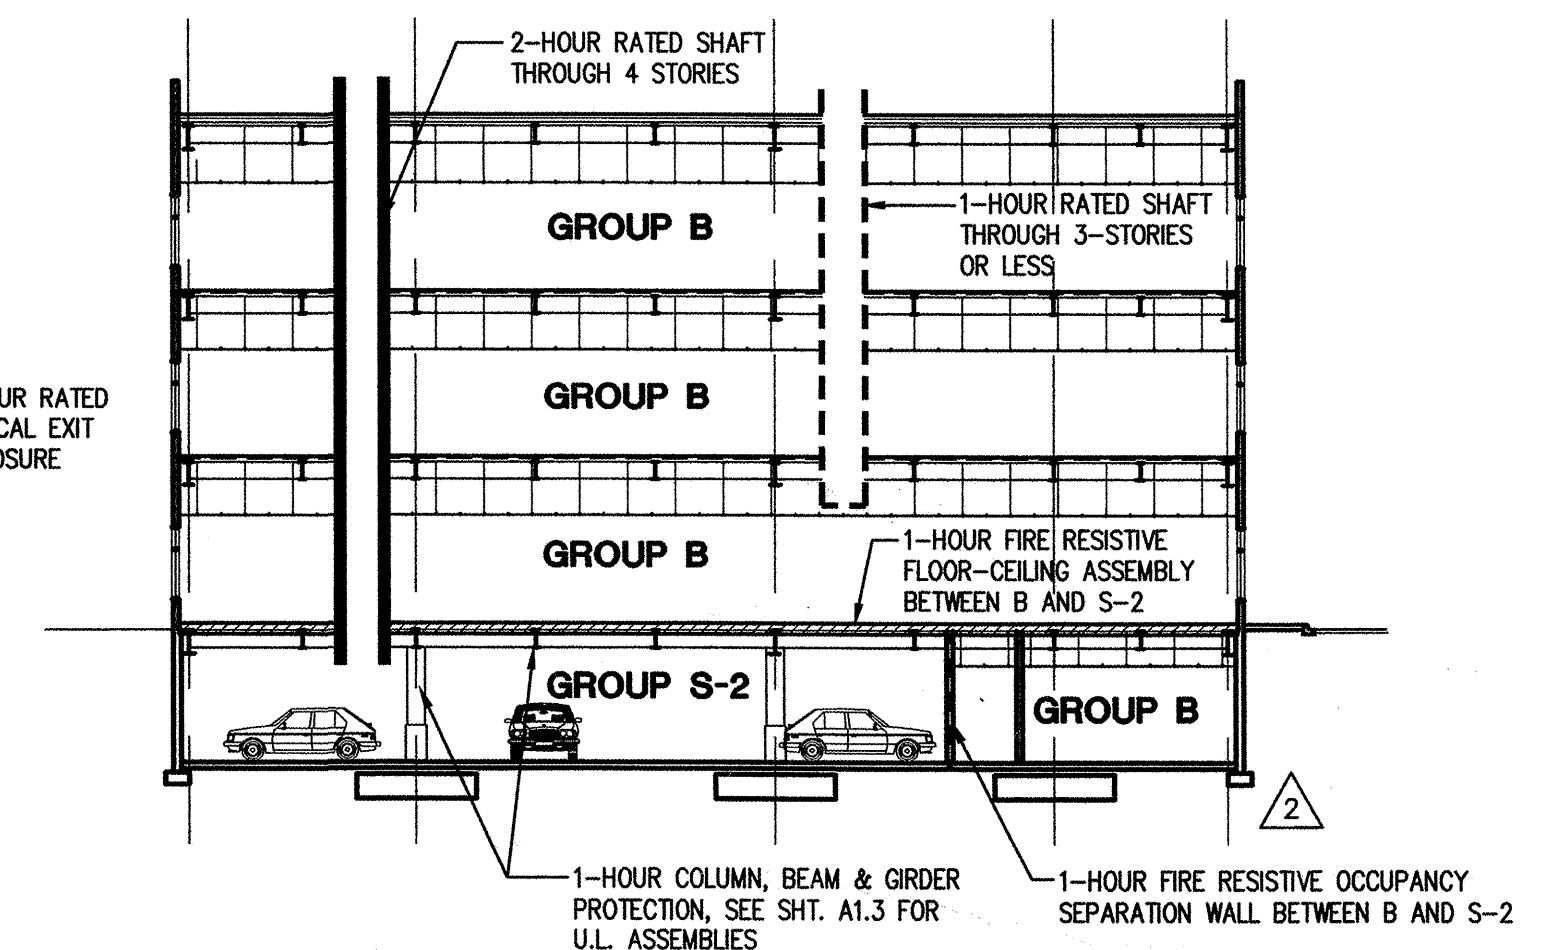 2-HOUR RATED SHAFT
THROUGH 4 STORIES
GROUP B
1-HOUR RATED SHAFT
THROUGH 3-STORIES
OR LESS
UR RATED
CAL EXIT
OSURE
GROUP B
GROUP B
1-HOUR FIRE RESISTIVE
FLOOR-CEILING ASSEMBLY
BETWEEN B AND S-2
GROUP S-2
GROUP B
2
1-HOUR COLUMN, BEAM & GIRDER
PROTECTION, SEE SHT. A1.3 FOR
U.L. ASSEMBLIES
1-HOUR FIRE RESISTIVE OCCUPANCY
SEPARATION WALL BETWEEN B AND S-2